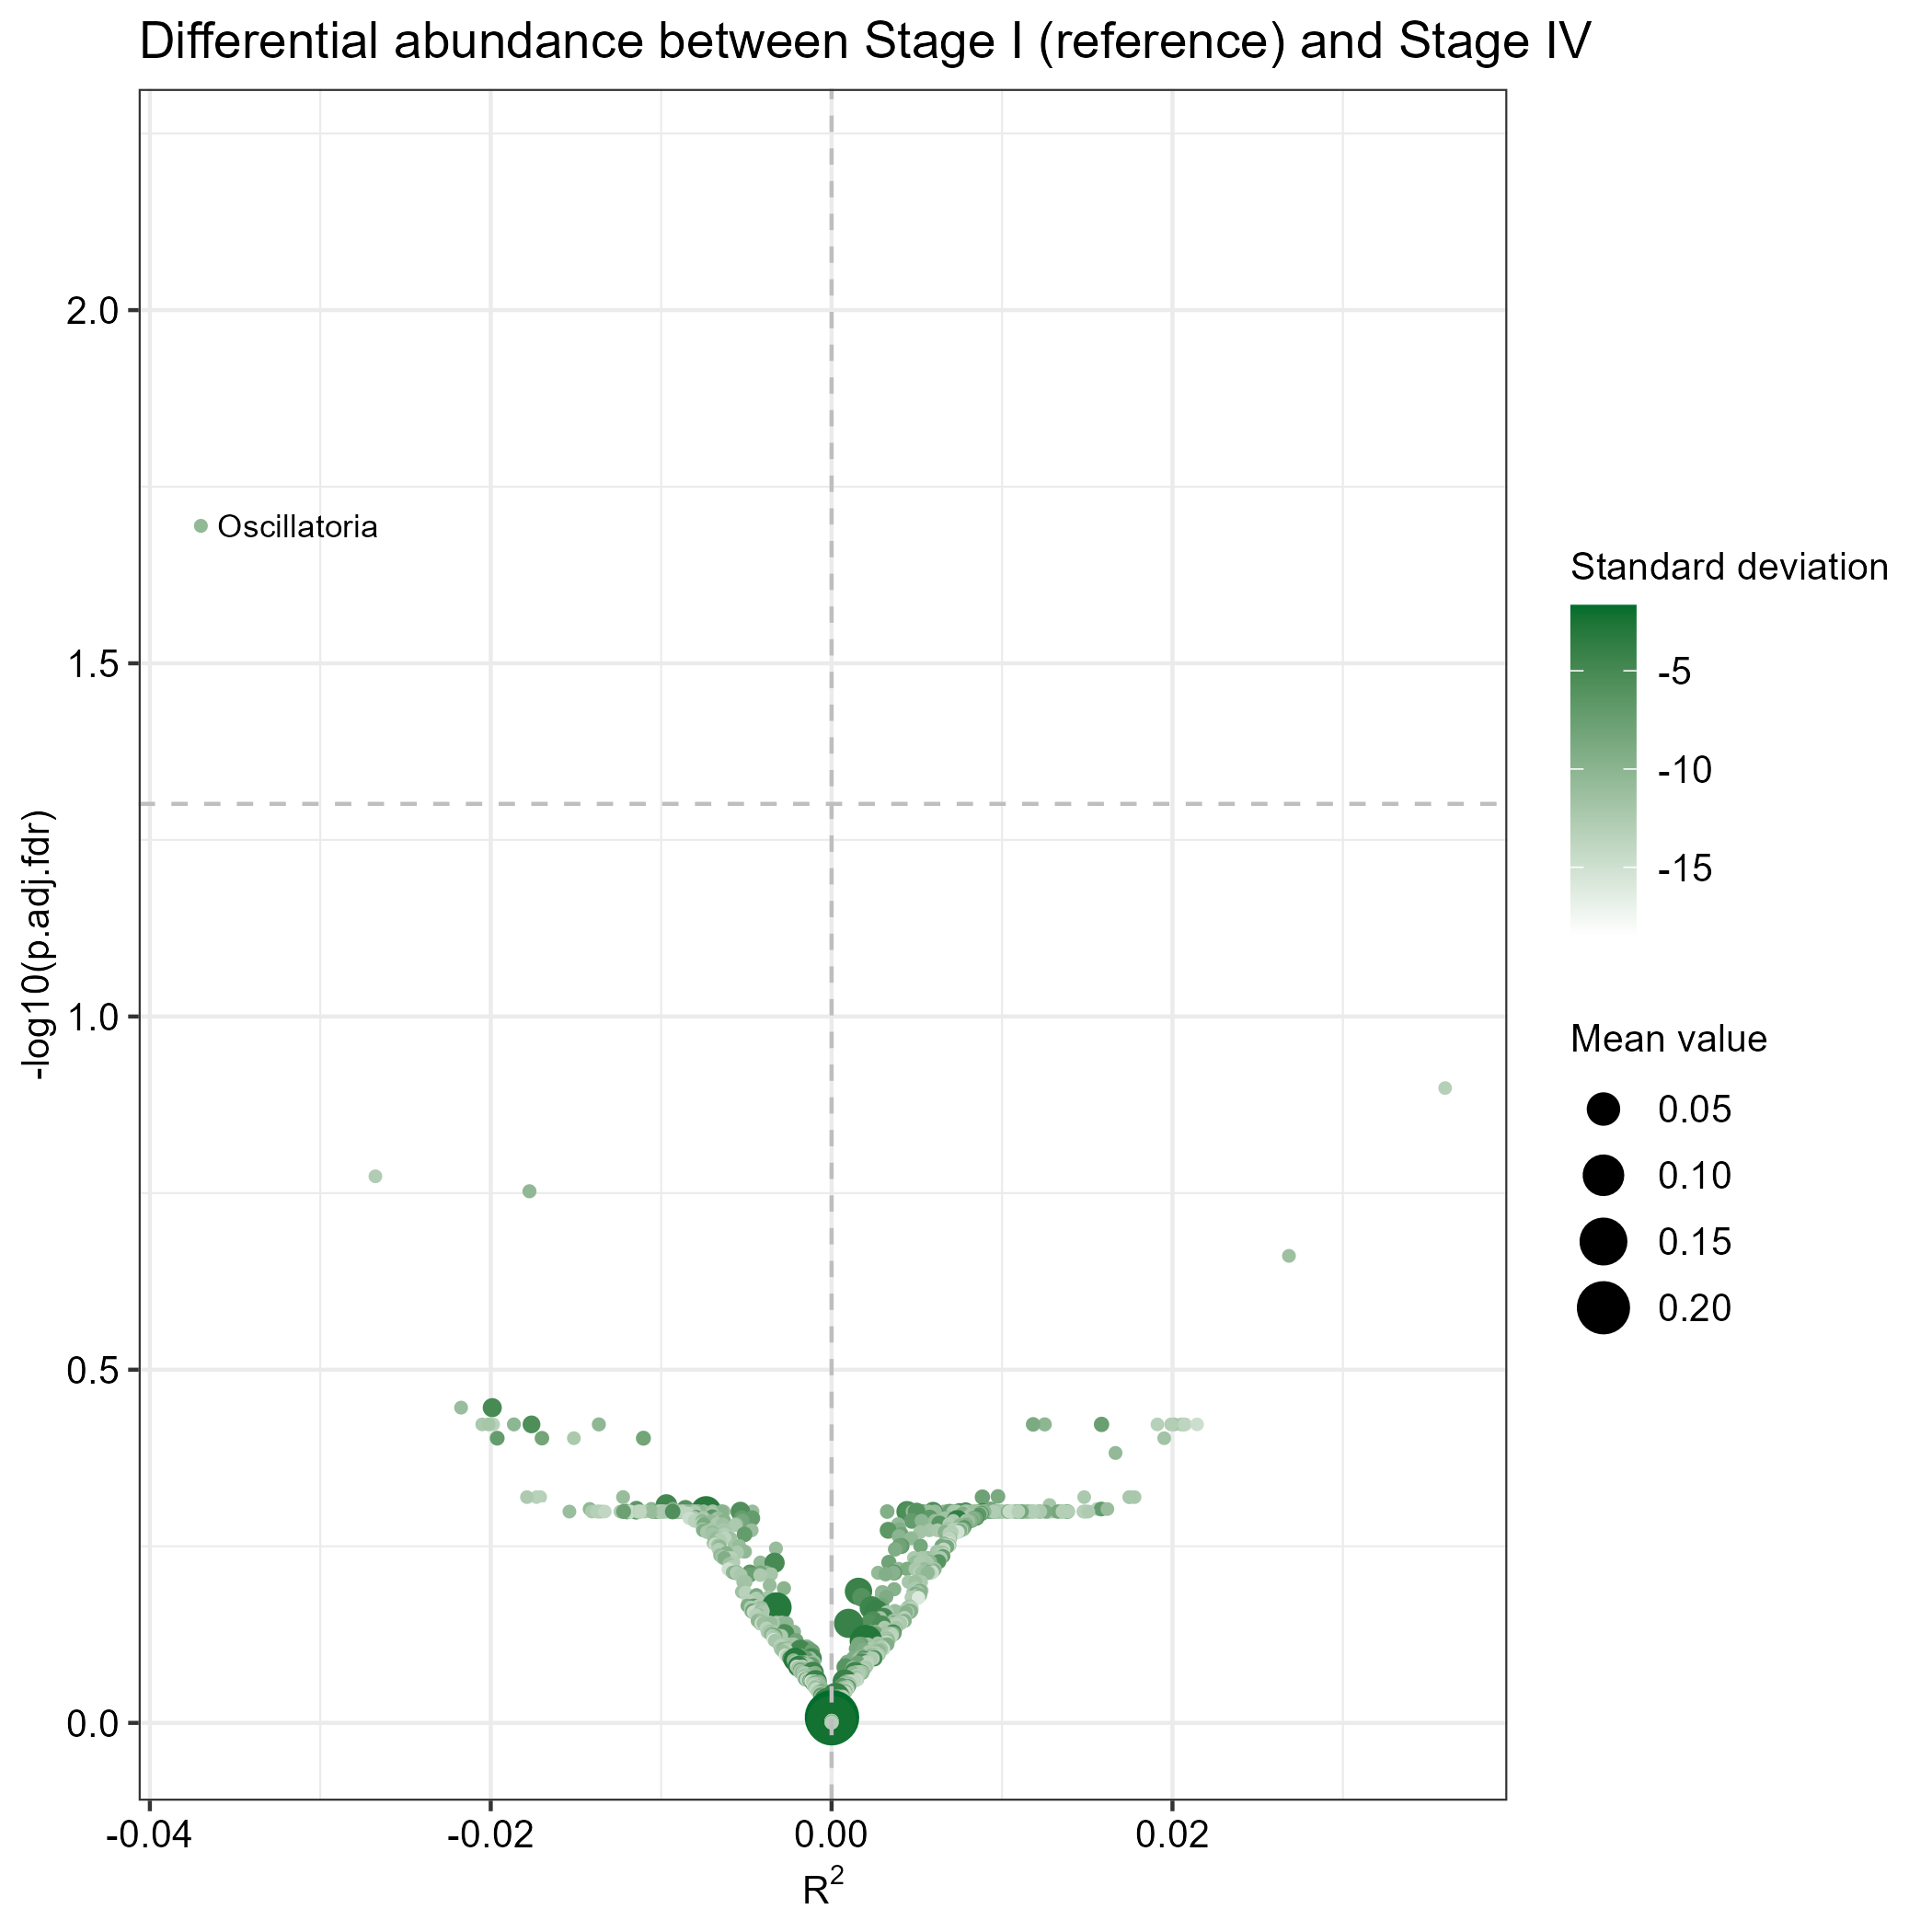 Differential abundance between Stage I (reference) and Stage IV
2.0
1.5
1.0
0.5
0.0
-log10(p.adj.fdr)
Oscillatoria
-0.04
-0.02
0.00
0.02
R²
Standard deviation
-5
-10
-15
Mean value
0.05
0.10
0.15
0.20